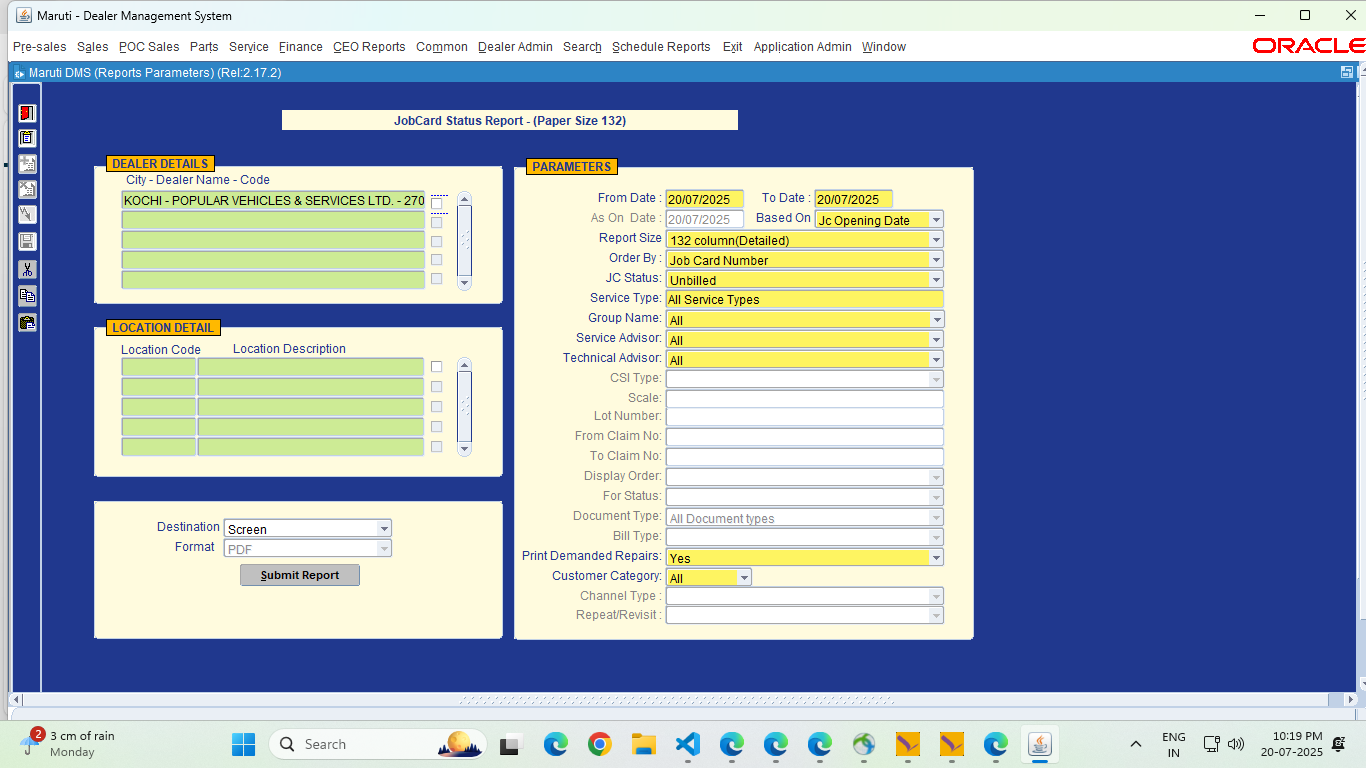 Maruti - Dealer Management System
Pre-sales Sales POC Sales Parts Service Finance CEO Reports Common Dealer Admin Search Schedule Reports Exit Application Admin Window
ORACLE
Maruti DMS (Reports Parameters) (Rel:2.17.2)
JobCard Status Report - (Paper Size 132)
DEALER DETAILS
City - Dealer Name - Code
KOCHI - POPULAR VEHICLES & SERVICES LTD. - 270
LOCATION DETAIL
Location Code Location Description
Destination Screen
Format PDF
Submit Report
PARAMETERS
From Date : 20/07/2025 To Date : 20/07/2025
As On Date : 20/07/2025 Based On Jc Opening Date
Report Size 132 column(Detailed)
Order By : Job Card Number
JC Status: Unbilled
Service Type: All Service Types
Group Name: All
Service Advisor: All
Technical Advisor: All
CSI Type:
Scale:
Lot Number:
From Claim No:
To Claim No:
Display Order:
For Status:
Document Type: All Document types
Bill Type:
Print Demanded Repairs: Yes
Customer Category: All
Channel Type :
Repeat/Revisit :
2
3 cm of rain
Monday
Search
ENG
IN
10:19 PM
20-07-2025